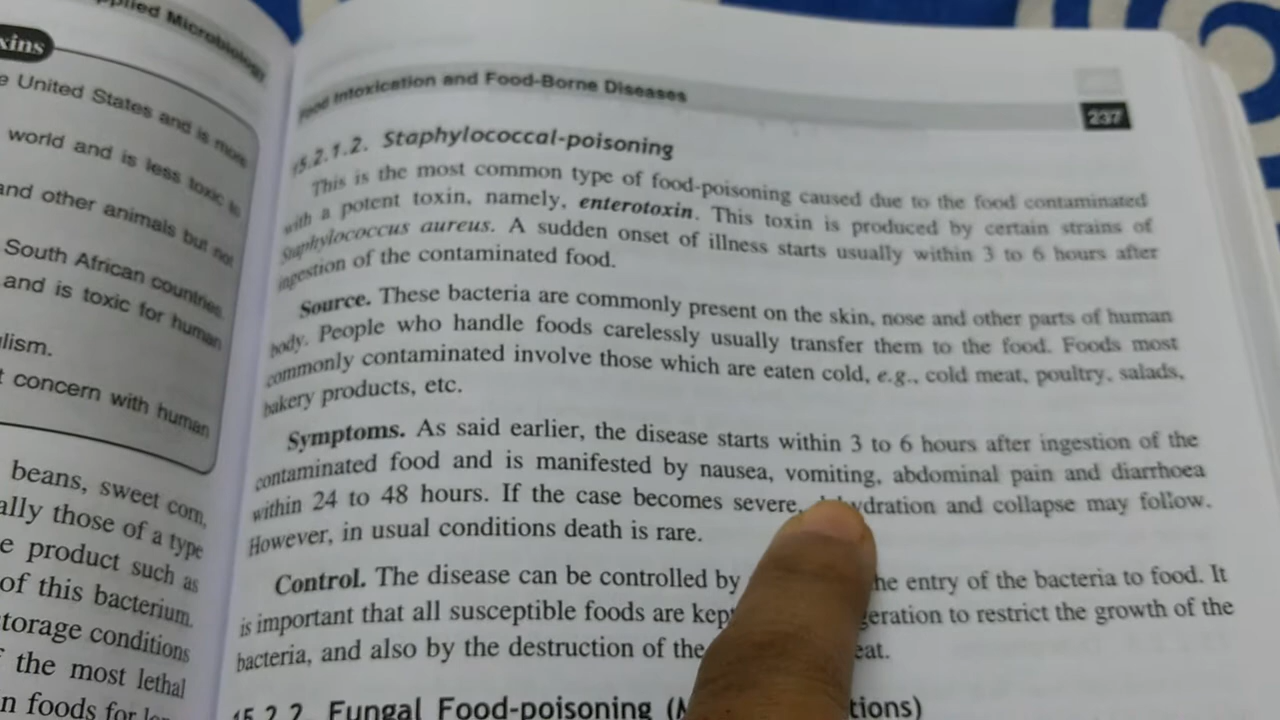 Applied Microbiology
xins
e United States and is more
world and is less toxic to
and other animals but not
South African countries
and is toxic for human
lism.
t concern with human
beans, sweet corn,
ally those of a type
e product such as
of this bacterium.
torage conditions
the most lethal
n foods for
Food Intoxication and Food-Borne Diseases
237
15.2.1.2. Staphylococcal-poisoning
This is the most common type of food-poisoning caused due to the food contaminated
with a potent toxin, namely, enterotoxin. This toxin is produced by certain strains of
Staphylococcus aureus. A sudden onset of illness starts usually within 3 to 6 hours after
ingestion of the contaminated food.
Source. These bacteria are commonly present on the skin, nose and other parts of human
body. People who handle foods carelessly usually transfer them to the food. Foods most
commonly contaminated involve those which are eaten cold, e.g., cold meat, poultry, salads,
bakery products, etc.
Symptoms. As said earlier, the disease starts within 3 to 6 hours after ingestion of the
contaminated food and is manifested by nausea, vomiting, abdominal pain and diarrhoea
within 24 to 48 hours. If the case becomes severe, dehydration and collapse may follow.
However, in usual conditions death is rare.
Control. The disease can be controlled by he entry of the bacteria to food. It
is important that all susceptible foods are kep geration to restrict the growth of the
bacteria, and also by the destruction of the eat.
15.2.2. Fungal Food-poisoning (M tions)